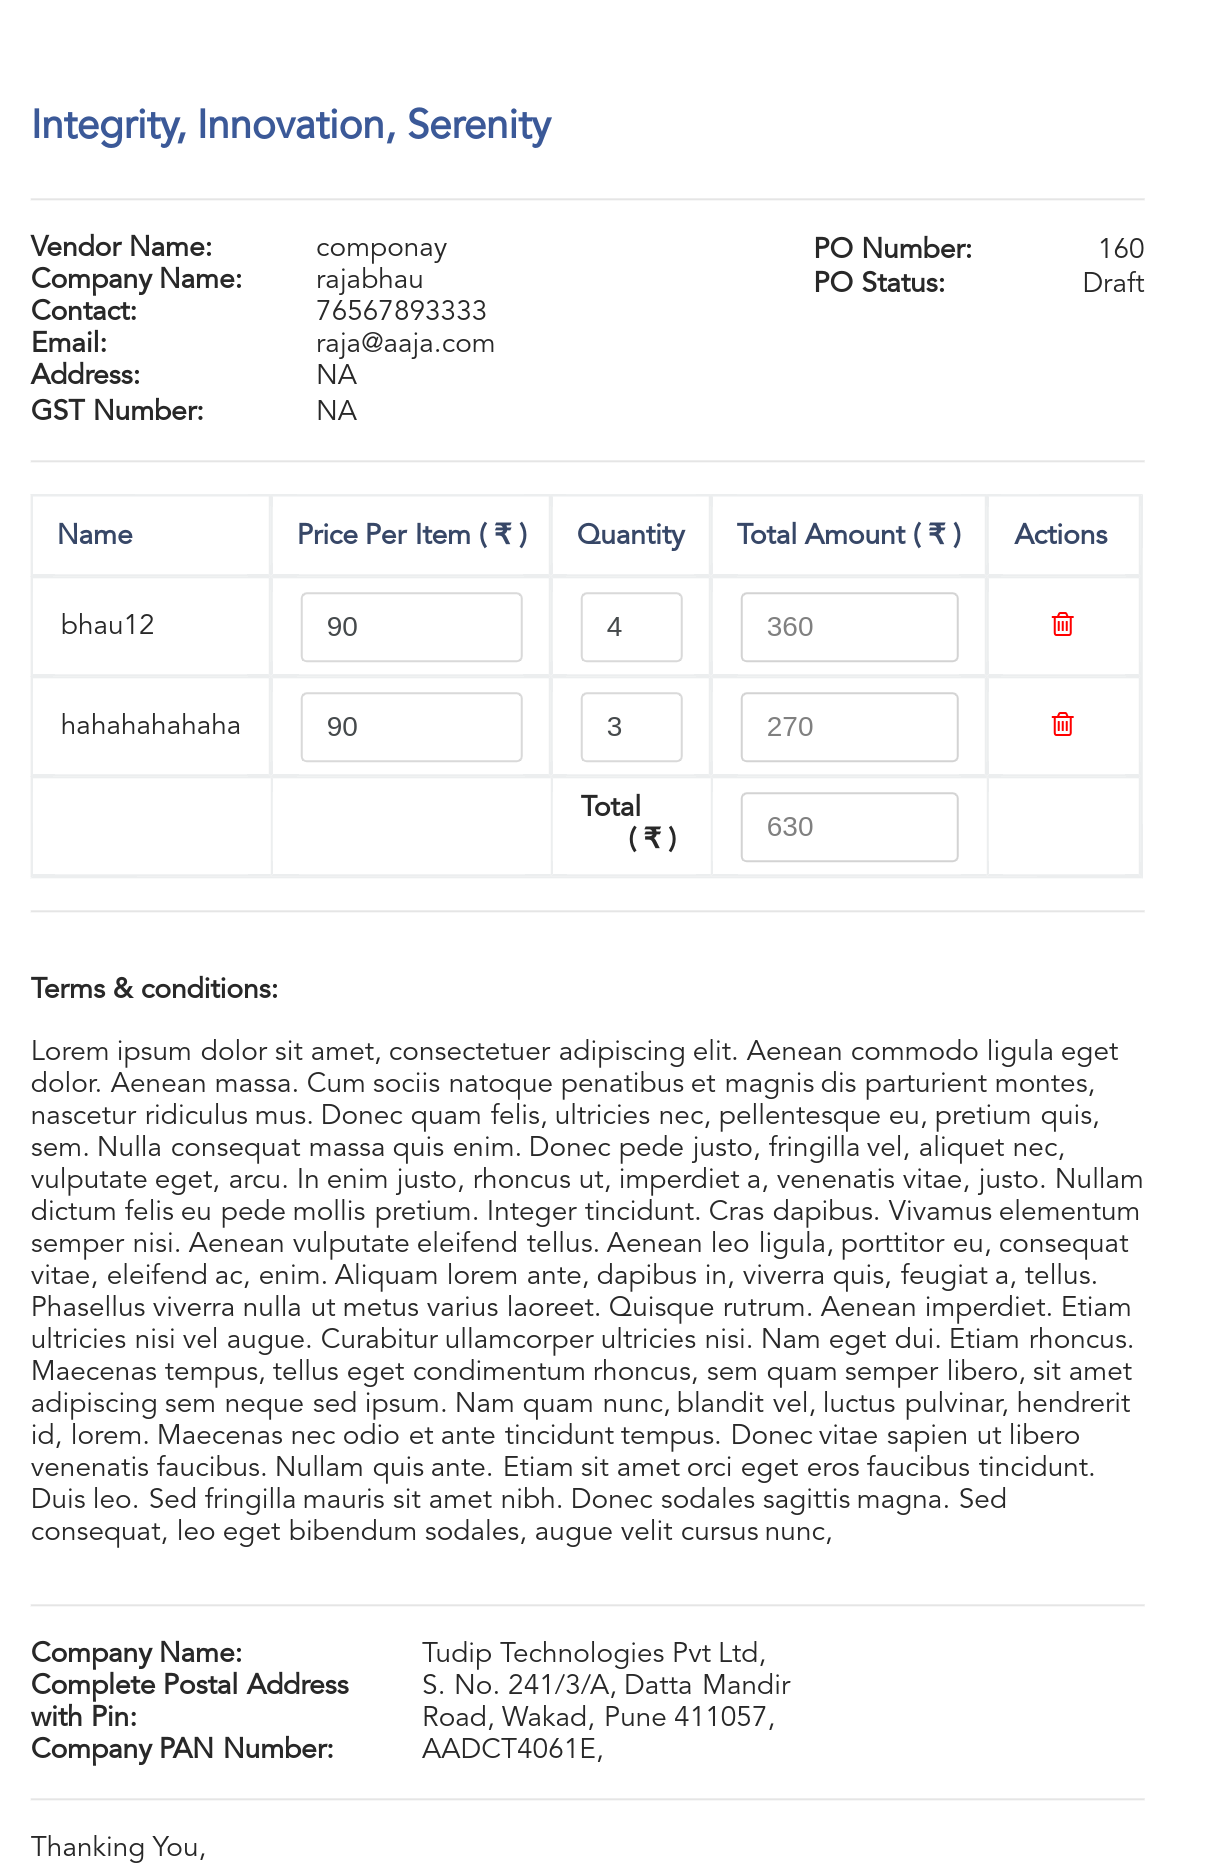 Integrity, Innovation, Serenity
Vendor Name: componay
Company Name: rajabhau
Contact: 76567893333
Email: raja@aaja.com
Address: NA
GST Number: NA
PO Number: 160
PO Status: Draft
Name Price Per Item ( ₹ ) Quantity Total Amount ( ₹ ) Actions
bhau12 90 4 360
hahahahahaha 90 3 270
Total
( ₹ ) 630
Terms & conditions:
Lorem ipsum dolor sit amet, consectetuer adipiscing elit. Aenean commodo ligula eget
dolor. Aenean massa. Cum sociis natoque penatibus et magnis dis parturient montes,
nascetur ridiculus mus. Donec quam felis, ultricies nec, pellentesque eu, pretium quis,
sem. Nulla consequat massa quis enim. Donec pede justo, fringilla vel, aliquet nec,
vulputate eget, arcu. In enim justo, rhoncus ut, imperdiet a, venenatis vitae, justo. Nullam
dictum felis eu pede mollis pretium. Integer tincidunt. Cras dapibus. Vivamus elementum
semper nisi. Aenean vulputate eleifend tellus. Aenean leo ligula, porttitor eu, consequat
vitae, eleifend ac, enim. Aliquam lorem ante, dapibus in, viverra quis, feugiat a, tellus.
Phasellus viverra nulla ut metus varius laoreet. Quisque rutrum. Aenean imperdiet. Etiam
ultricies nisi vel augue. Curabitur ullamcorper ultricies nisi. Nam eget dui. Etiam rhoncus.
Maecenas tempus, tellus eget condimentum rhoncus, sem quam semper libero, sit amet
adipiscing sem neque sed ipsum. Nam quam nunc, blandit vel, luctus pulvinar, hendrerit
id, lorem. Maecenas nec odio et ante tincidunt tempus. Donec vitae sapien ut libero
venenatis faucibus. Nullam quis ante. Etiam sit amet orci eget eros faucibus tincidunt.
Duis leo. Sed fringilla mauris sit amet nibh. Donec sodales sagittis magna. Sed
consequat, leo eget bibendum sodales, augue velit cursus nunc,
Company Name: Tudip Technologies Pvt Ltd,
Complete Postal Address S. No. 241/3/A, Datta Mandir
with Pin: Road, Wakad, Pune 411057,
Company PAN Number: AADCT4061E,
Thanking You,